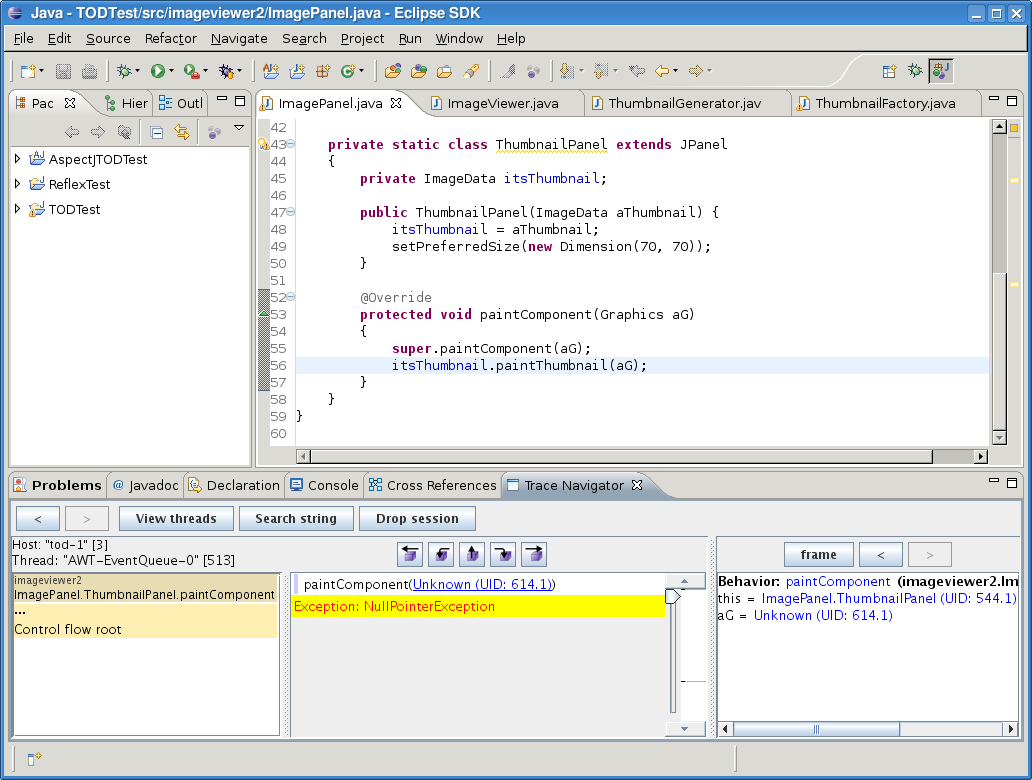 Java - TODTest/src/imageviewer2/ImagePanel.java - Eclipse SDK
File Edit Source Refactor Navigate Search Project Run Window Help
Pac Hier Outl
AspectJTODTest
ReflexTest
TODTest
ImagePanel.java ImageViewer.java ThumbnailGenerator.jav ThumbnailFactory.java
42
43 private static class ThumbnailPanel extends JPanel
44 {
45 private ImageData itsThumbnail;
46
47 public ThumbnailPanel(ImageData aThumbnail) {
48 itsThumbnail = aThumbnail;
49 setPreferredSize(new Dimension(70, 70));
50 }
51
52 @Override
53 protected void paintComponent(Graphics aG)
54 {
55 super.paintComponent(aG);
56 itsThumbnail.paintThumbnail(aG);
57 }
58 }
59 }
60
Problems @ Javadoc Declaration Console Cross References Trace Navigator
< > View threads Search string Drop session
Host: "tod-1" [3]
Thread: "AWT-EventQueue-0" [513]
imageviewer2
ImagePanel.ThumbnailPanel.paintComponent
...
Control flow root
paintComponent(Unknown (UID: 614.1))
Exception: NullPointerException
frame < >
Behavior: paintComponent (imageviewer2.Im
this = ImagePanel.ThumbnailPanel (UID: 544.1)
aG = Unknown (UID: 614.1)